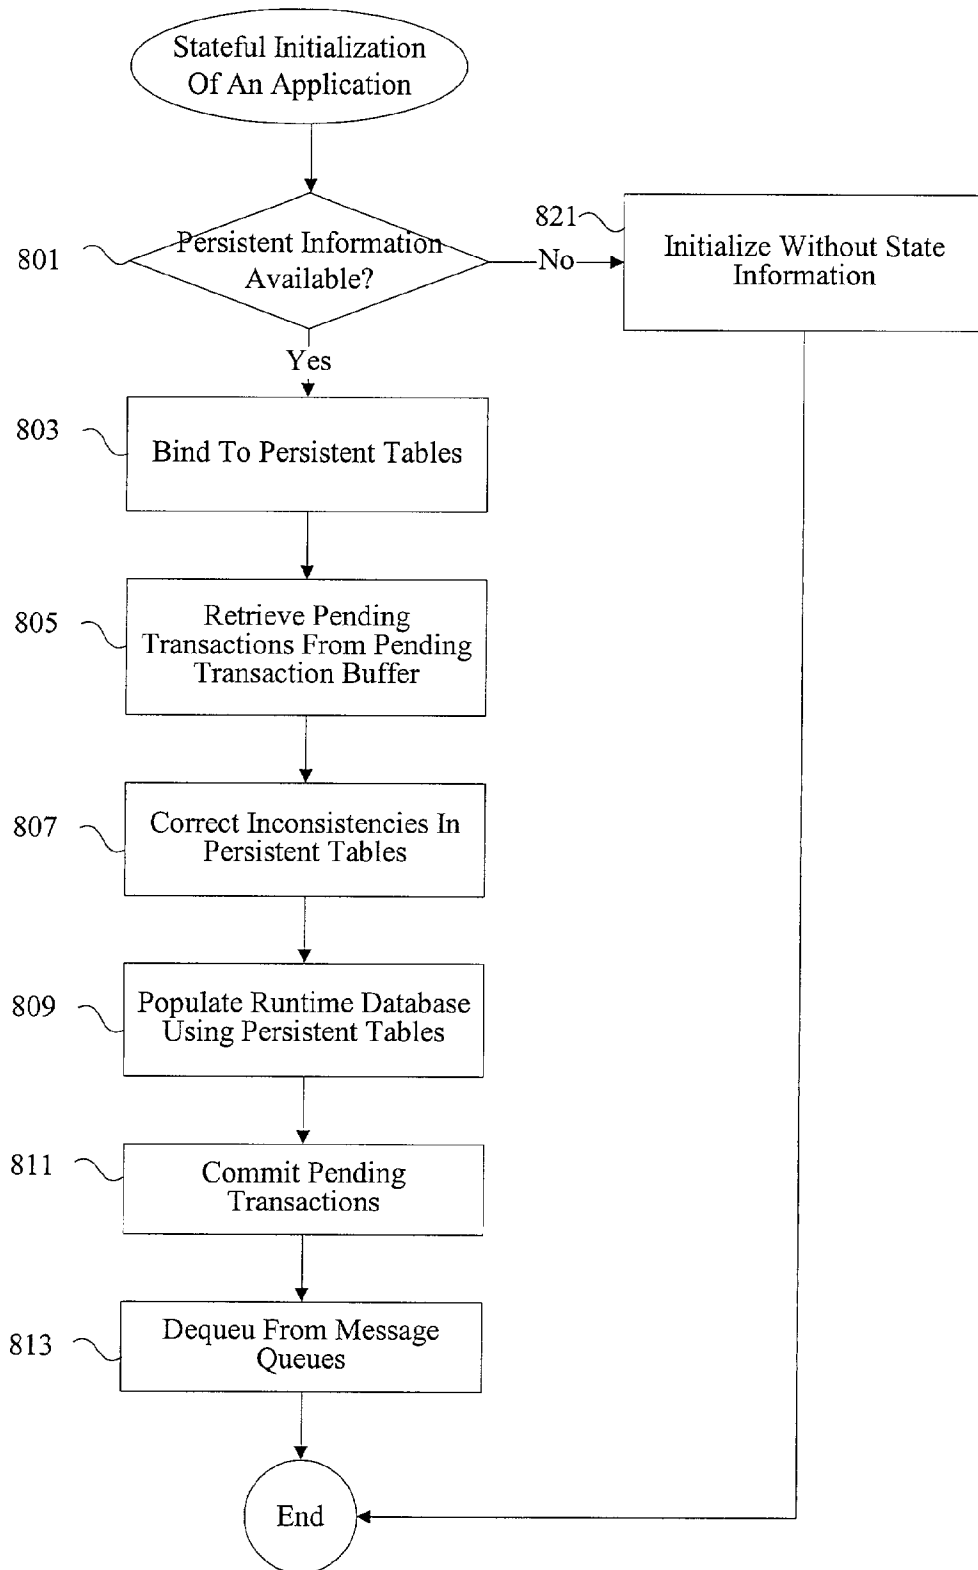 Stateful Initialization
Of An Application
801
Persistent Information
Available?
No
821
Initialize Without State
Information
Yes
803
Bind To Persistent Tables
805
Retrieve Pending
Transactions From Pending
Transaction Buffer
807
Correct Inconsistencies In
Persistent Tables
809
Populate Runtime Database
Using Persistent Tables
811
Commit Pending
Transactions
813
Dequeu From Message
Queues
End